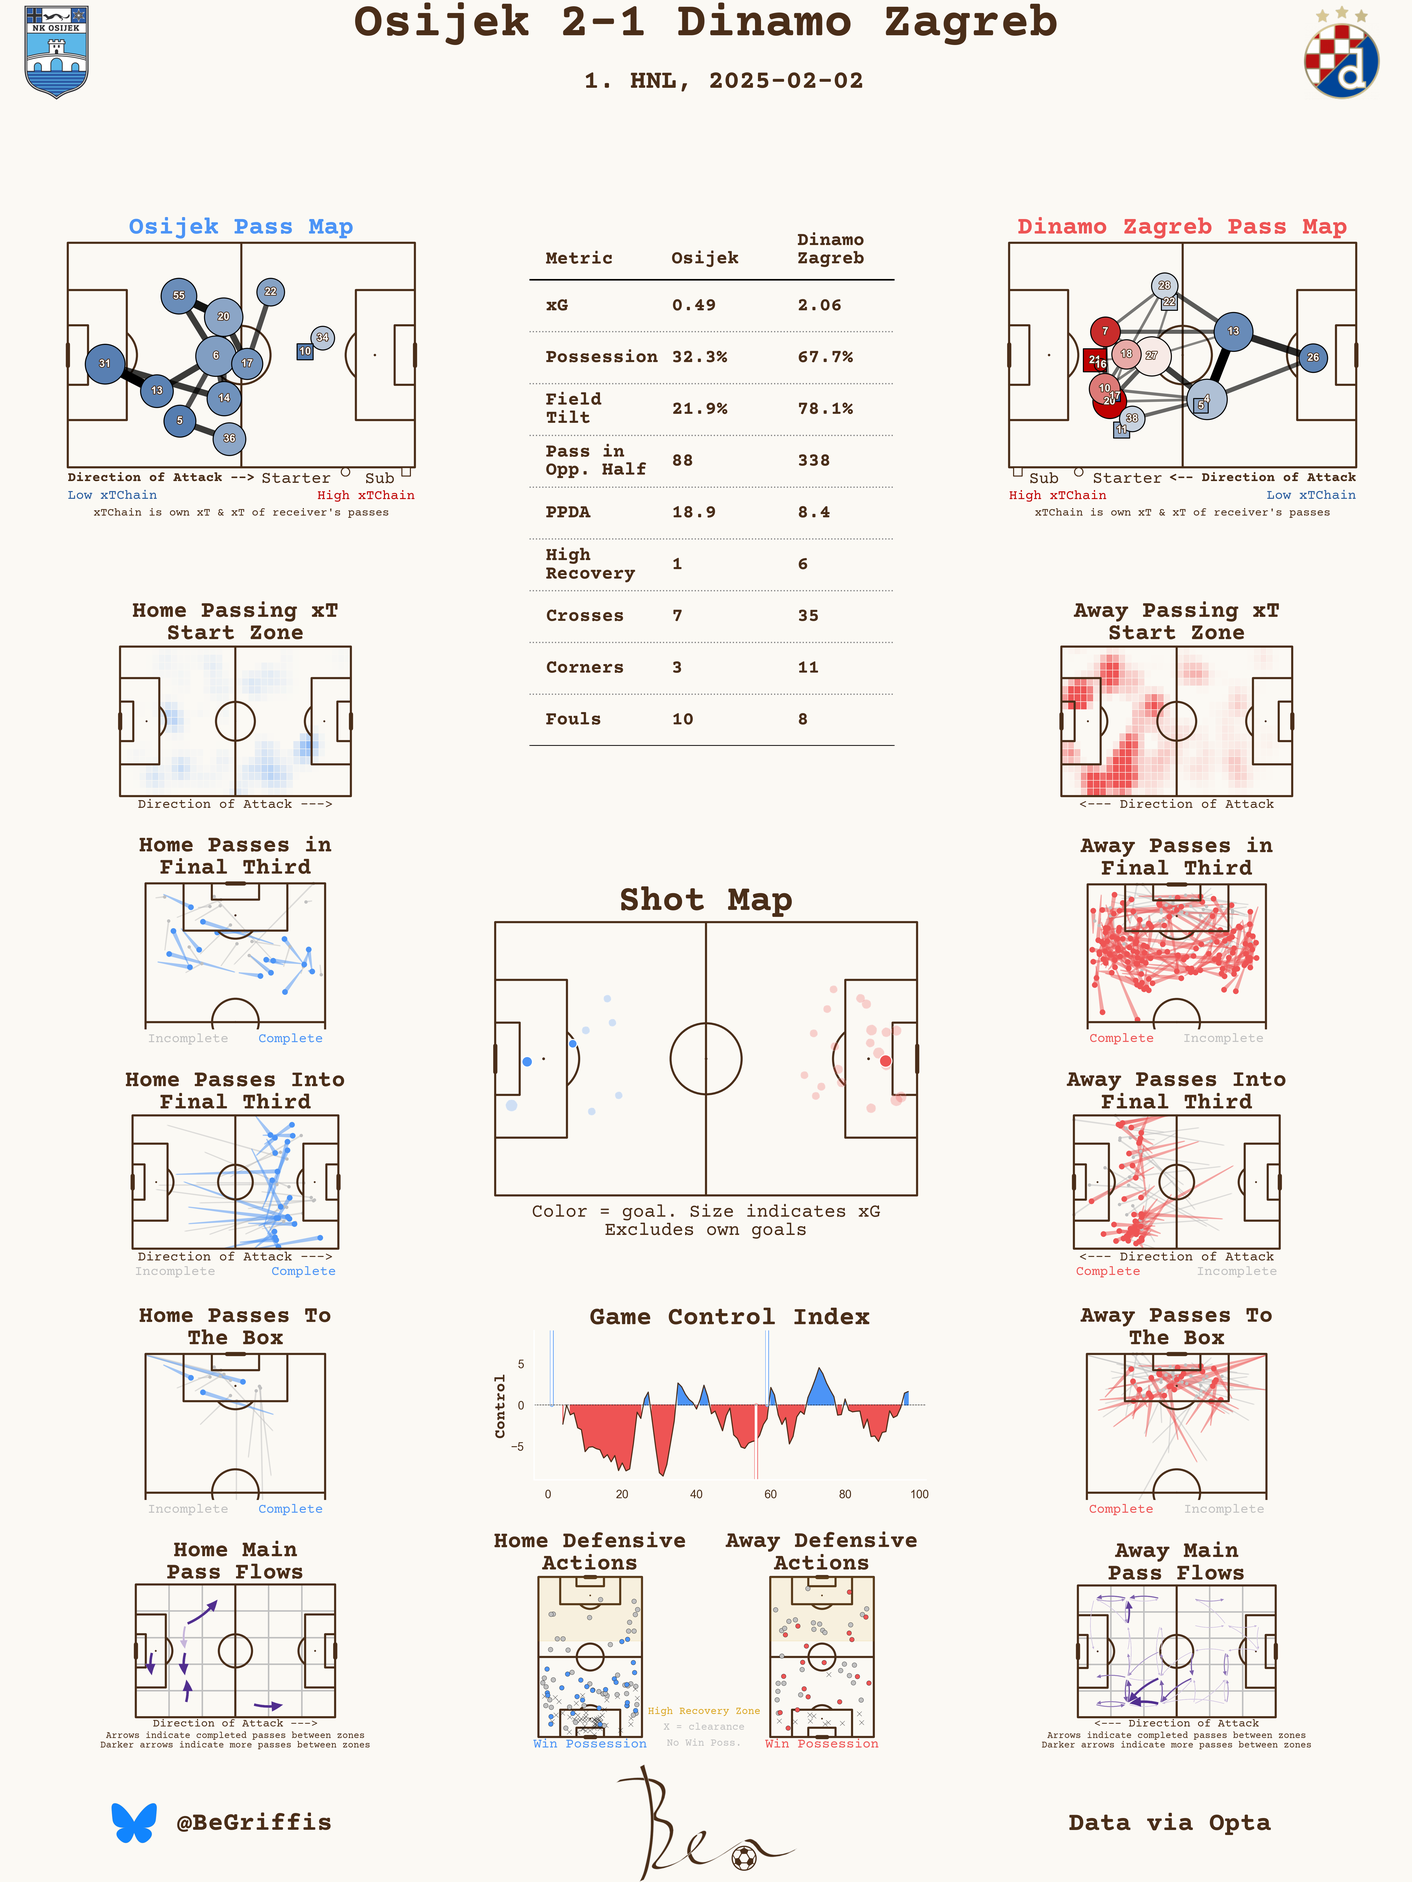 Osijek 2-1 Dinamo Zagreb
1. HNL, 2025-02-02
NK OSIJEK
d
Osijek Pass Map
55
22
20
34
10
6
31
17
13
14
5
36
Direction of Attack --> Starter Sub
Low xTChain High xTChain
xTChain is own xT & xT of receiver's passes
Metric Osijek Dinamo Zagreb
xG 0.49 2.06
Possession 32.3% 67.7%
Field Tilt 21.9% 78.1%
Pass in Opp. Half 88 338
PPDA 18.9 8.4
High Recovery 1 6
Crosses 7 35
Corners 3 11
Fouls 10 8
Dinamo Zagreb Pass Map
28
22
7
13
18
27
21
16
26
10
17
20
4
5
38
11
Sub Starter <-- Direction of Attack
High xTChain Low xTChain
xTChain is own xT & xT of receiver's passes
Home Passing xT
Start Zone
Direction of Attack --->
Away Passing xT
Start Zone
<--- Direction of Attack
Home Passes in
Final Third
Incomplete Complete
Away Passes in
Final Third
Complete Incomplete
Shot Map
Color = goal. Size indicates xG
Excludes own goals
Home Passes Into
Final Third
Direction of Attack --->
Incomplete Complete
Away Passes Into
Final Third
<--- Direction of Attack
Complete Incomplete
Home Passes To
The Box
Incomplete Complete
Game Control Index
Control
5
0
−5
0 20 40 60 80 100
Away Passes To
The Box
Complete Incomplete
Home Main
Pass Flows
Direction of Attack --->
Arrows indicate completed passes between zones
Darker arrows indicate more passes between zones
Home Defensive
Actions
Win Possession
Away Defensive
Actions
Win Possession
High Recovery Zone
X = clearance
No Win Poss.
Away Main
Pass Flows
<--- Direction of Attack
Arrows indicate completed passes between zones
Darker arrows indicate more passes between zones
@BeGriffis
Ben
Data via Opta